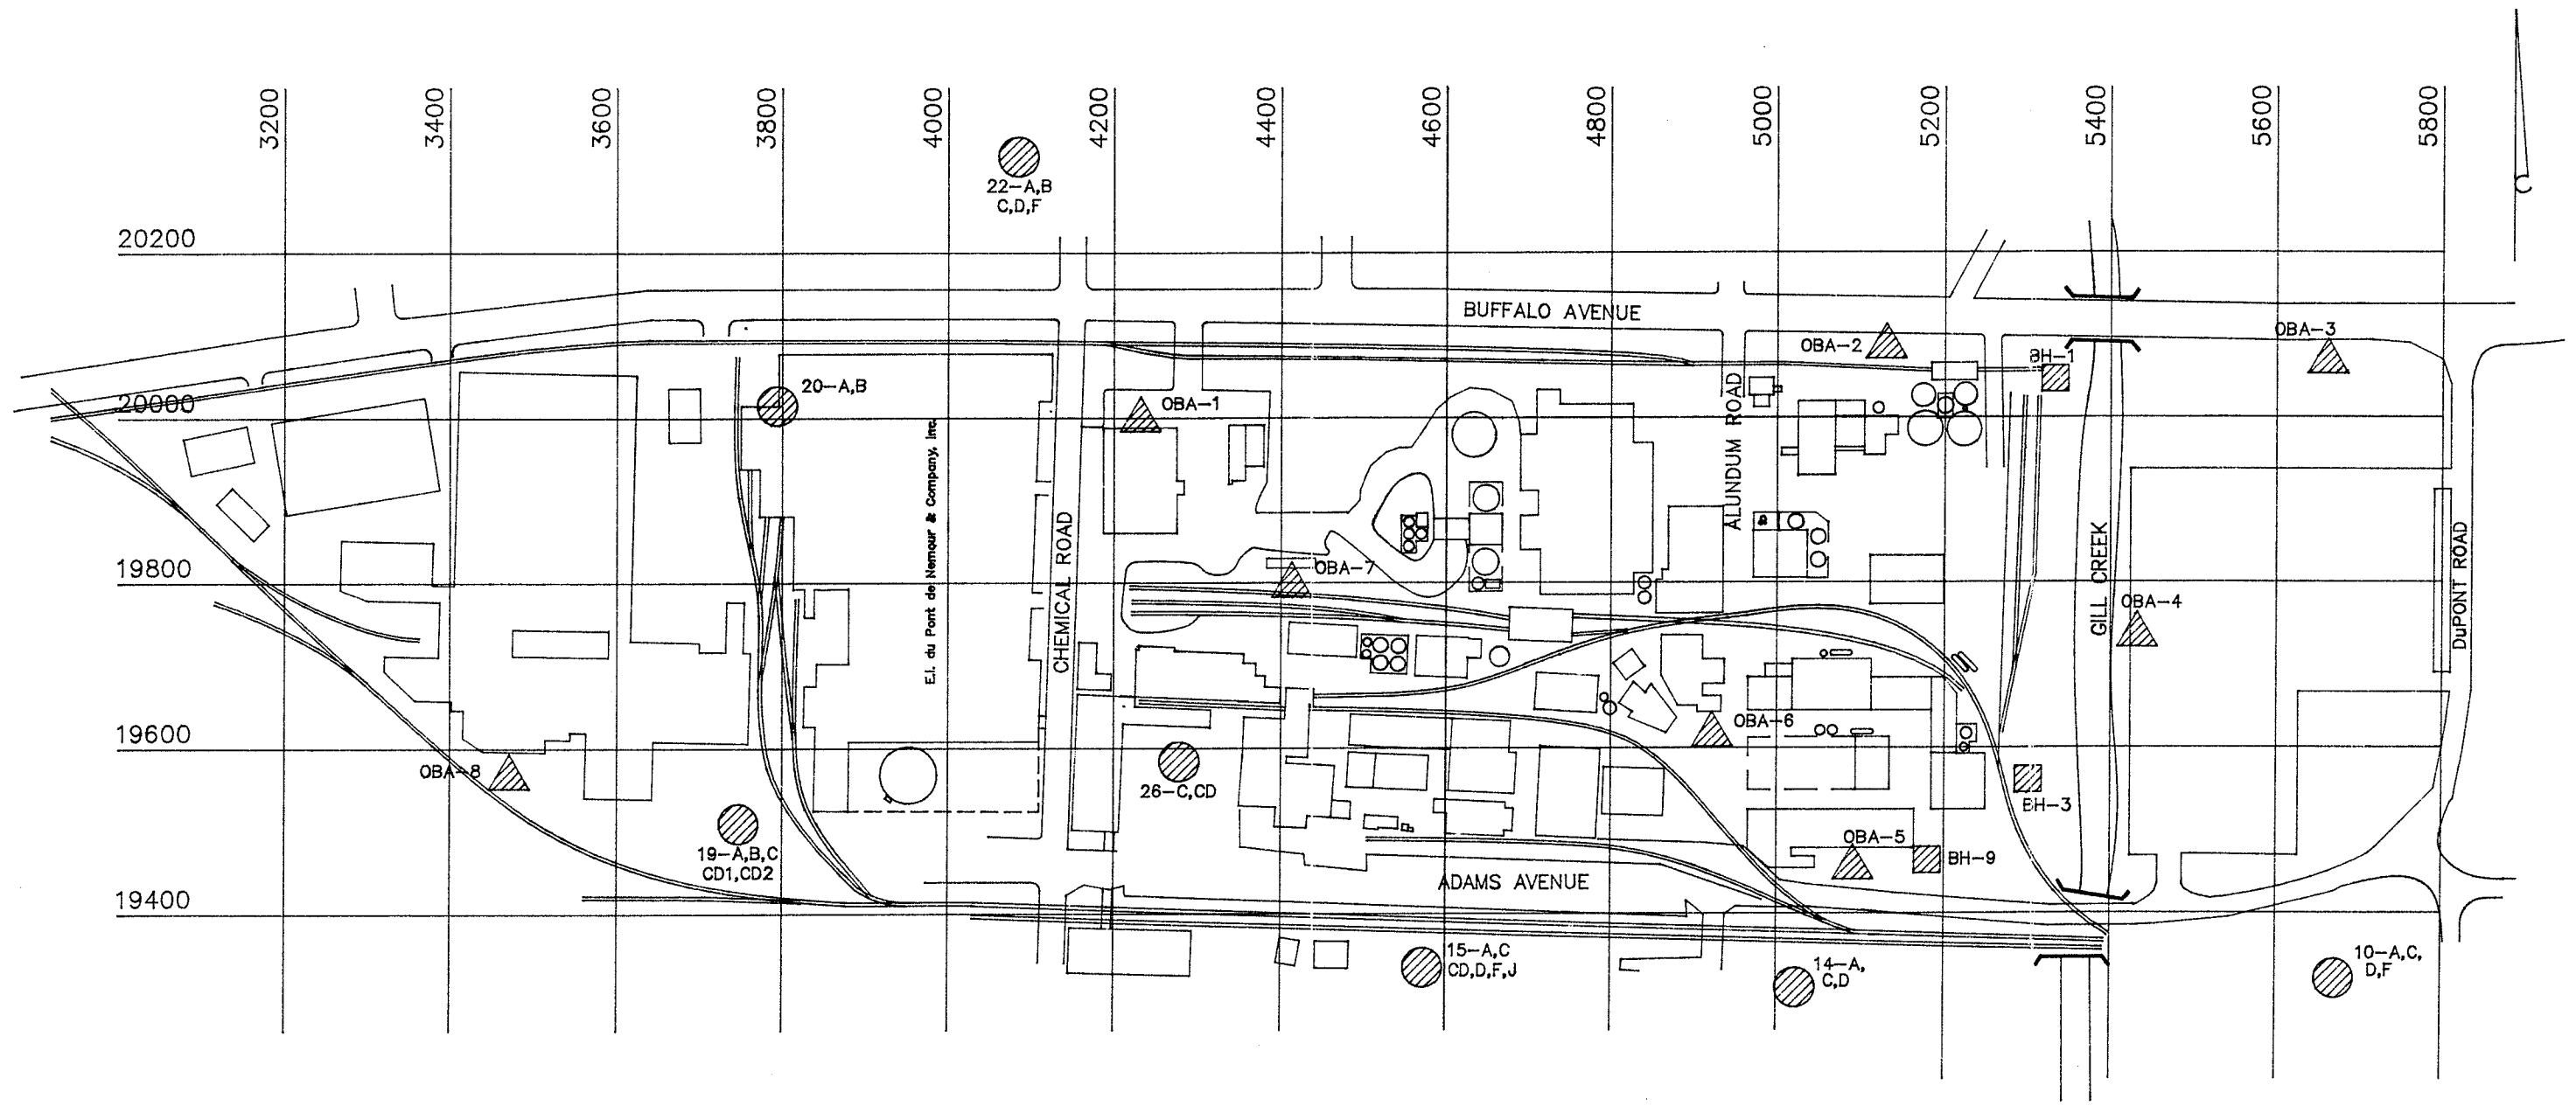 3200
3400
3600
3800
4000
4200
4400
4600
4800
5000
5200
5400
5600
5800
22-A,B
C,D,F
20200
BUFFALO AVENUE
OBA-2
OBA-3
BH-1
20-A,B
OBA-1
20000
ALUNDUM ROAD
E.I. du Pont de Nemour & Company, Inc.
CHEMICAL ROAD
GILL CREEK
DuPONT ROAD
19800
OBA-7
OBA-4
OBA-6
19600
OBA-8
26-C,CD
BH-3
OBA-5
BH-9
19-A,B,C
CD1,CD2
ADAMS AVENUE
19400
15-A,C
CD,D,F,J
14-A,
C,D
10-A,C,
D,F